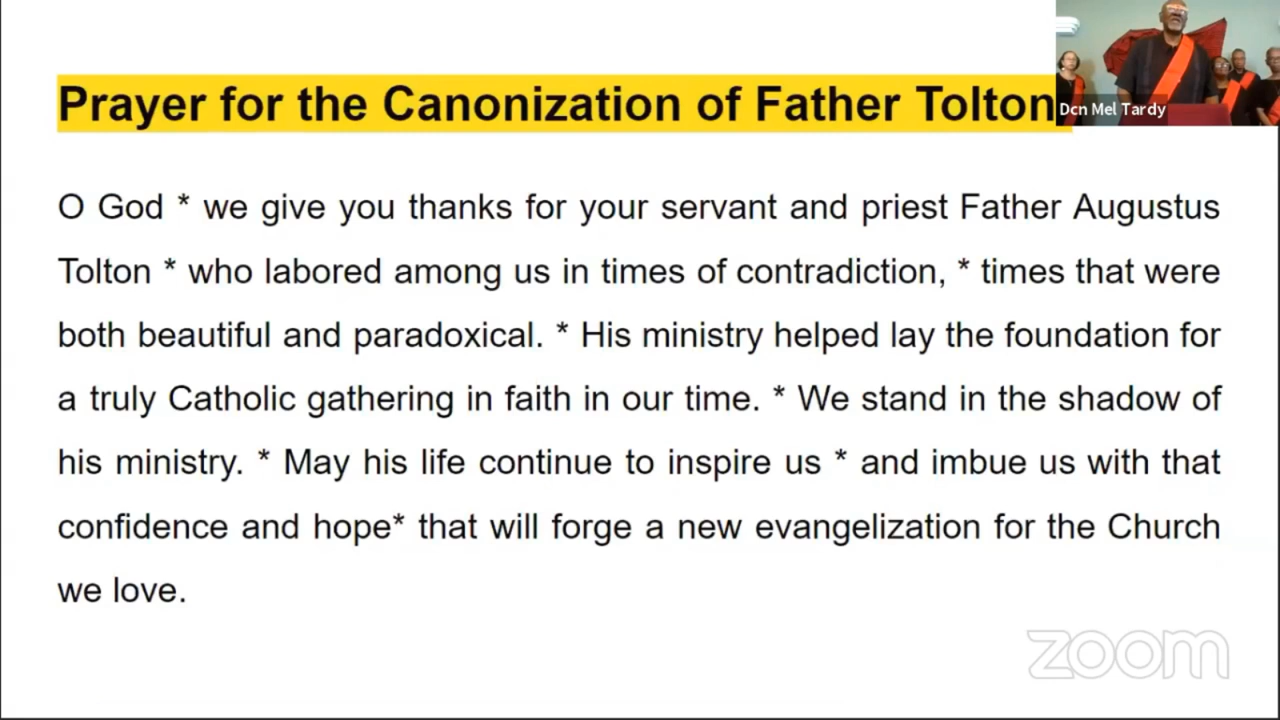 Prayer for the Canonization of Father Tolton
Dcn Mel Tardy
O God * we give you thanks for your servant and priest Father Augustus
Tolton * who labored among us in times of contradiction, * times that were
both beautiful and paradoxical. * His ministry helped lay the foundation for
a truly Catholic gathering in faith in our time. * We stand in the shadow of
his ministry. * May his life continue to inspire us * and imbue us with that
confidence and hope* that will forge a new evangelization for the Church
we love.
zoom